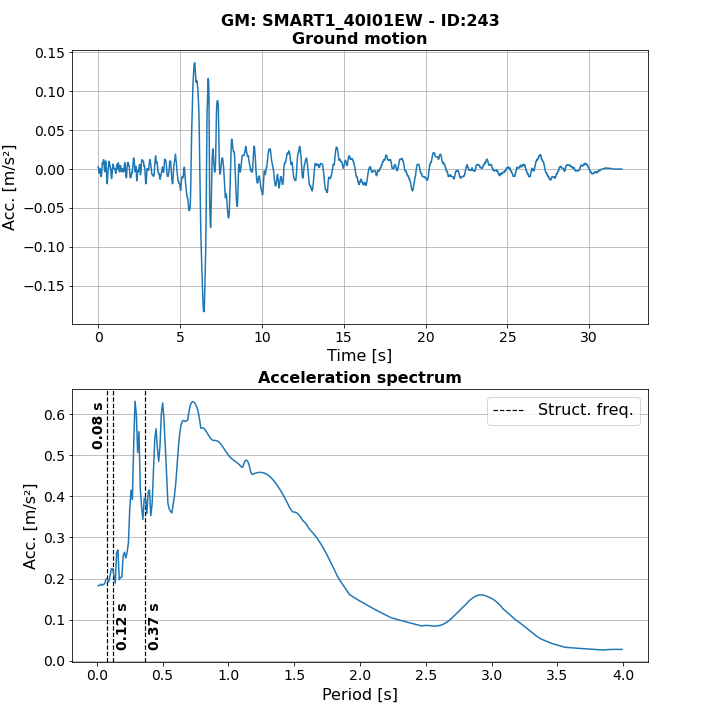 GM: SMART1_40I01EW - ID:243
Ground motion
0.15
0.10
0.05
0.00
−0.05
−0.10
−0.15
Acc. [m/s²]
0 5 10 15 20 25 30
Time [s]
Acceleration spectrum
0.6
0.5
0.4
0.3
0.2
0.1
0.0
Acc. [m/s²]
0.08 s
0.12 s
0.37 s
Struct. freq.
0.0 0.5 1.0 1.5 2.0 2.5 3.0 3.5 4.0
Period [s]